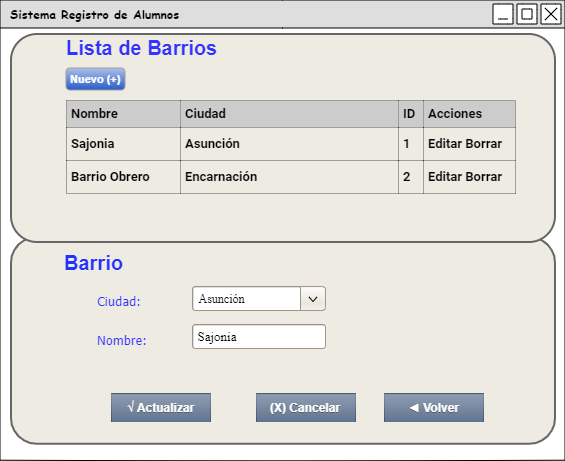 Sistema Registro de Alumnos
Lista de Barrios
Nuevo (+)
Nombre Ciudad ID Acciones
Sajonia Asunción 1 Editar Borrar
Barrio Obrero Encarnación 2 Editar Borrar
Barrio
Ciudad: Asunción
Nombre: Sajonia
√ Actualizar (X) Cancelar ◄ Volver